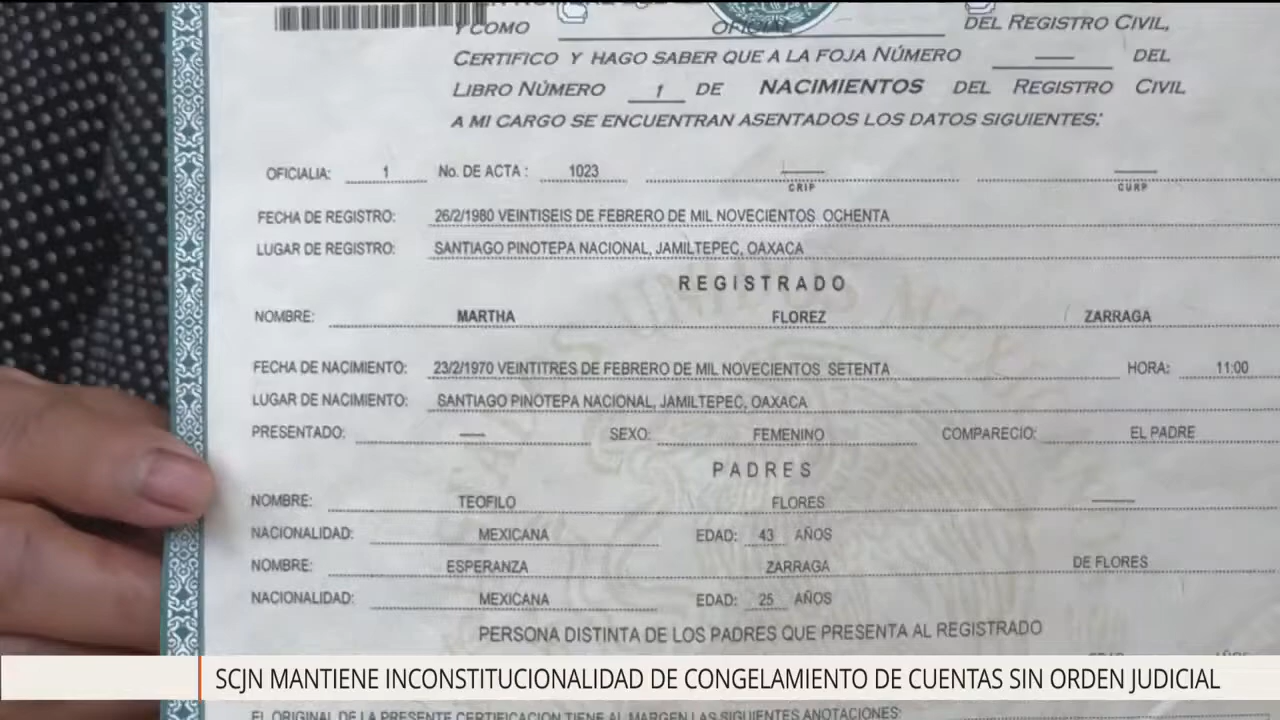 Y COMO OFICIAL DEL REGISTRO CIVIL,
CERTIFICO Y HAGO SABER QUE A LA FOJA NÚMERO DEL
LIBRO NÚMERO 1 DE NACIMIENTOS DEL REGISTRO CIVIL
A MI CARGO SE ENCUENTRAN ASENTADOS LOS DATOS SIGUIENTES:
OFICIALIA: 1 No. DE ACTA : 1023
CRIP CURP
FECHA DE REGISTRO: 26/2/1980 VEINTISEIS DE FEBRERO DE MIL NOVECIENTOS OCHENTA
LUGAR DE REGISTRO: SANTIAGO PINOTEPA NACIONAL, JAMILTEPEC, OAXACA
REGISTRADO
NOMBRE: MARTHA FLOREZ ZARRAGA
FECHA DE NACIMIENTO: 23/2/1970 VEINTITRES DE FEBRERO DE MIL NOVECIENTOS SETENTA HORA: 11:00
LUGAR DE NACIMIENTO: SANTIAGO PINOTEPA NACIONAL, JAMILTEPEC, OAXACA
PRESENTADO: SEXO: FEMENINO COMPARECIO: EL PADRE
PADRES
NOMBRE: TEOFILO FLORES
NACIONALIDAD: MEXICANA EDAD: 43 AÑOS
NOMBRE: ESPERANZA ZARRAGA DE FLORES
NACIONALIDAD: MEXICANA EDAD: 25 AÑOS
PERSONA DISTINTA DE LOS PADRES QUE PRESENTA AL REGISTRADO
SCJN MANTIENE INCONSTITUCIONALIDAD DE CONGELAMIENTO DE CUENTAS SIN ORDEN JUDICIAL
EL ORIGINAL DE LA PRESENTE CERTIFICACION TIENE AL MARGEN LAS SIGUIENTES ANOTACIONES: